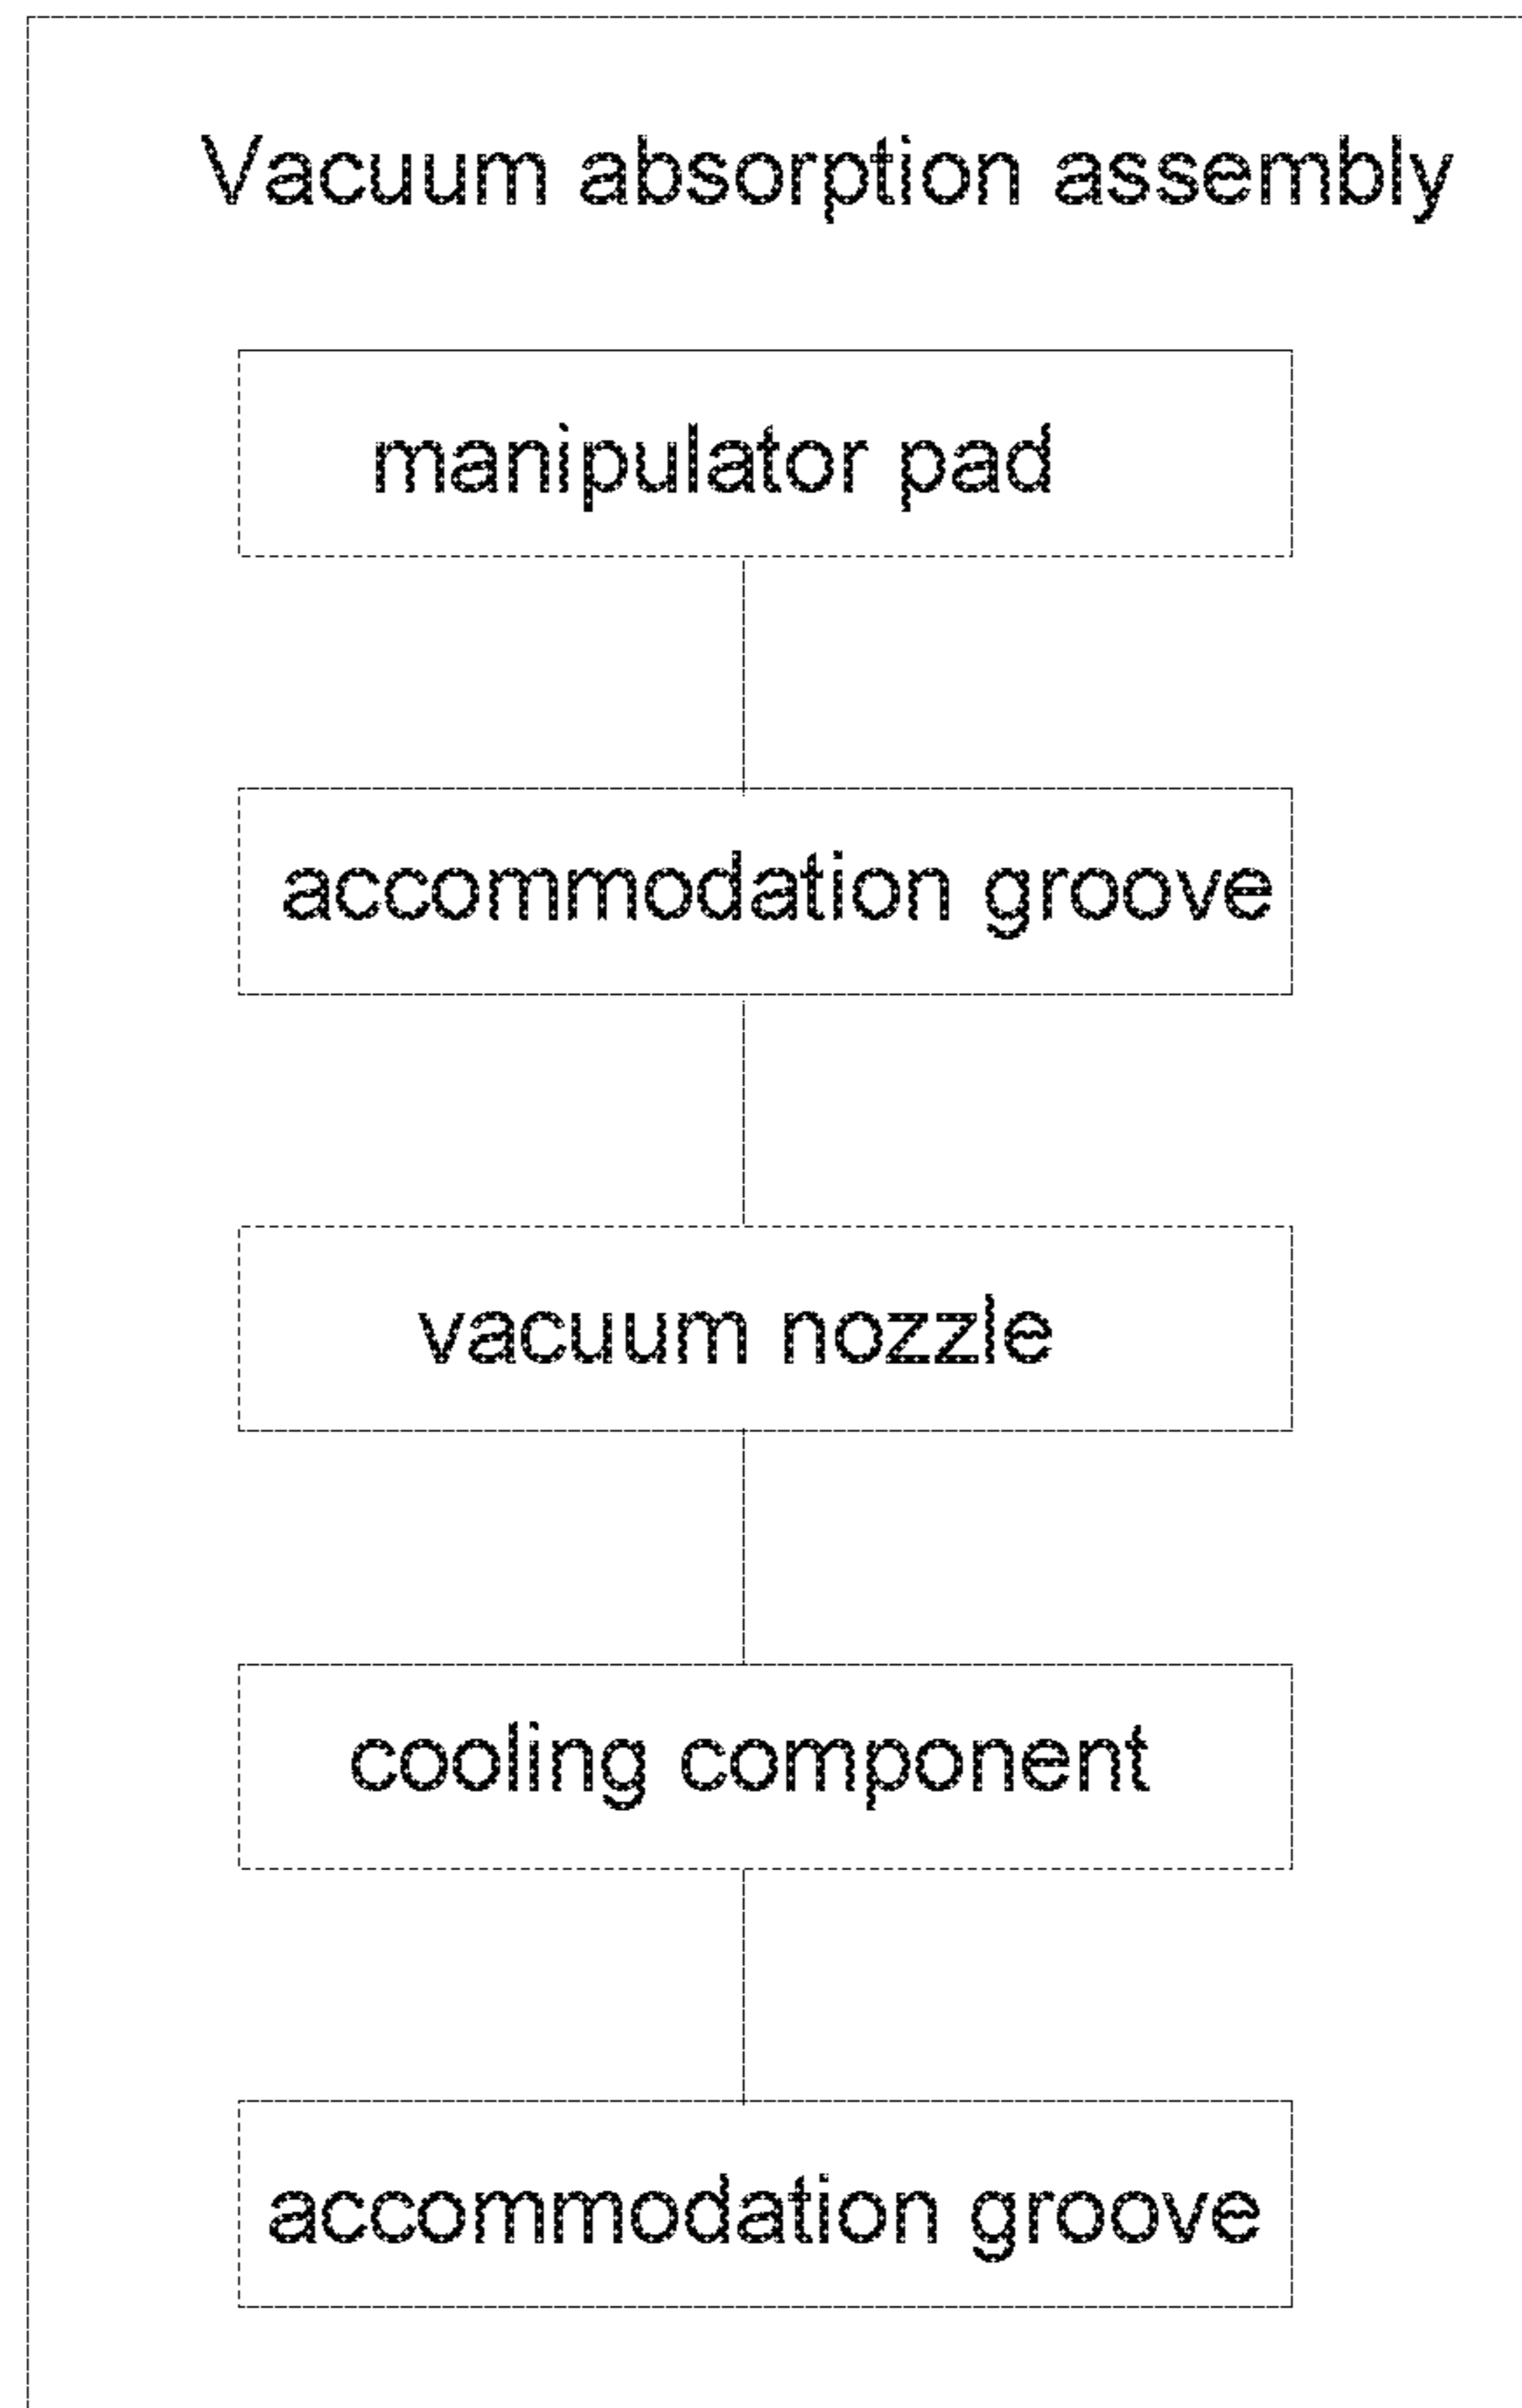 Vacuum absorption assembly
manipulator pad
accommodation groove
vacuum nozzle
cooling component
accommodation groove